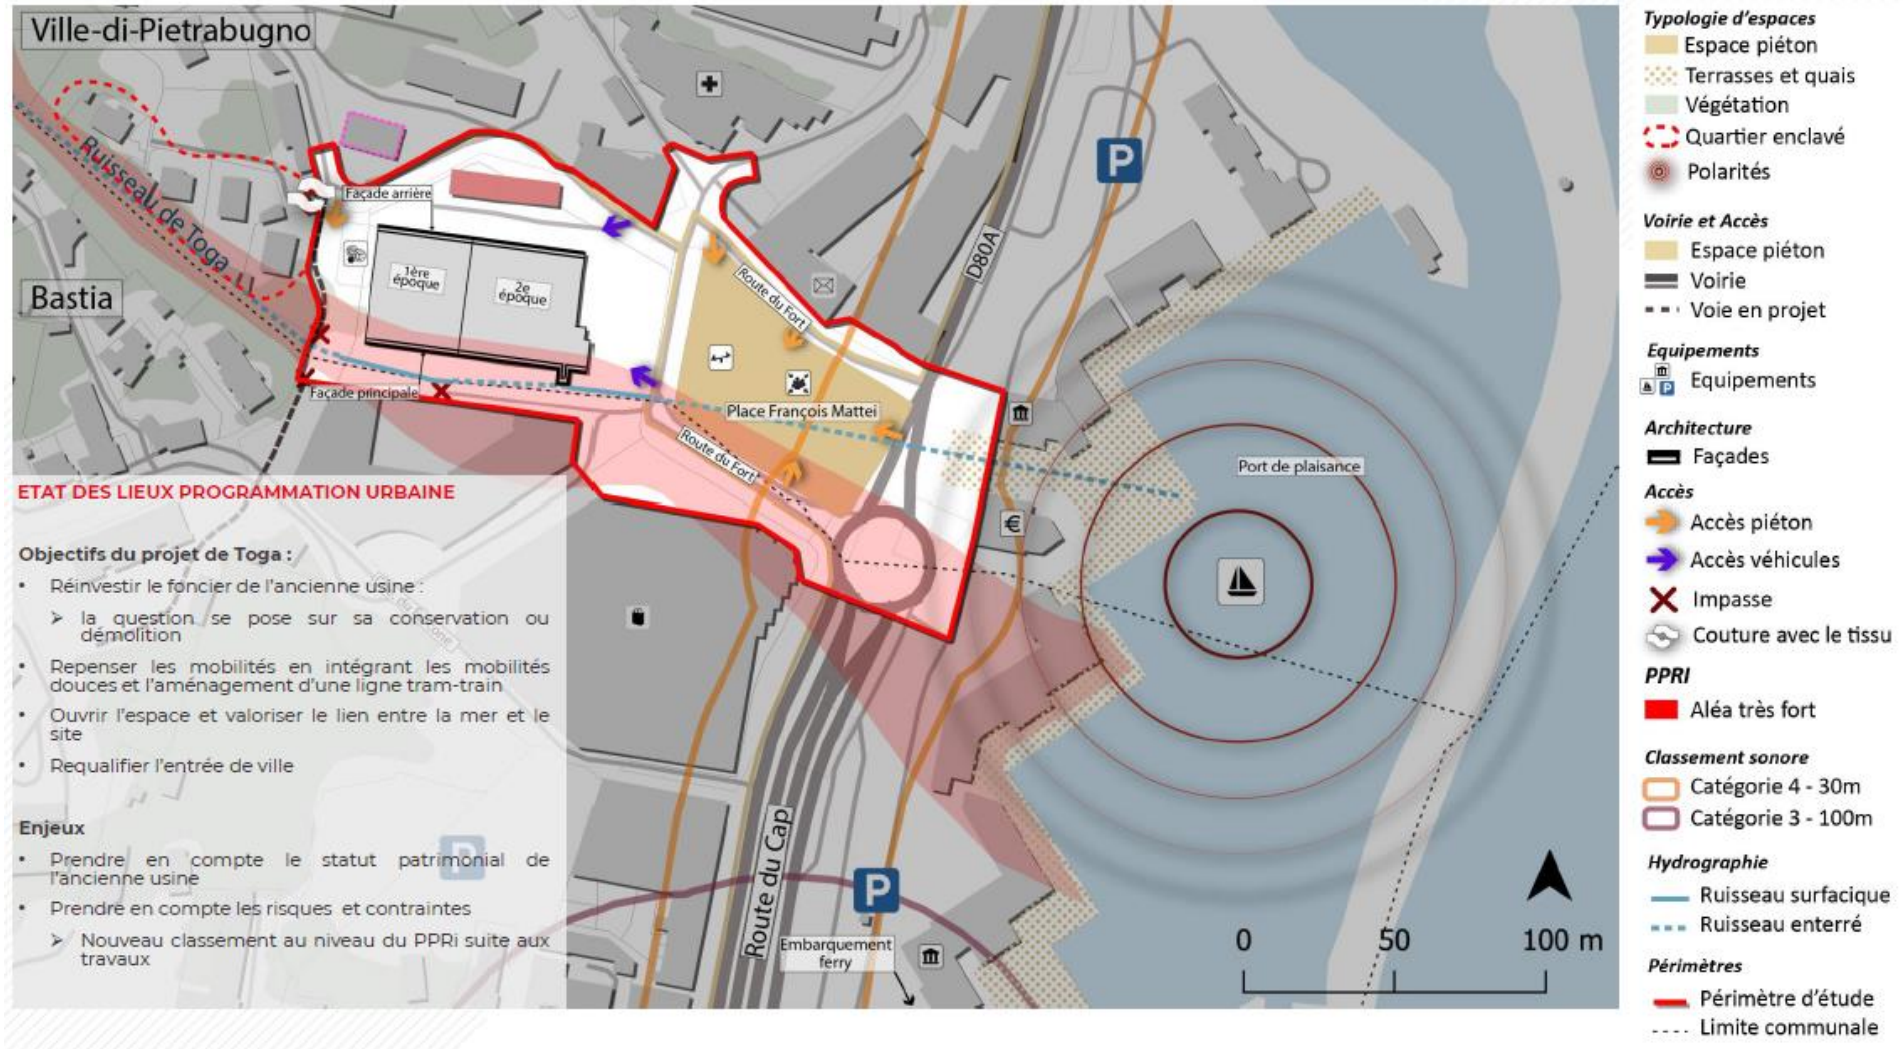 Ville-di-Pietrabugno
Ruisseau de Toga
Bastia
Façade arrière
1ère
époque
2e
époque
Façade principale
Route du Fort
D80A
P
Place François Mattei
Route du Fort
€
Port de plaisance
ETAT DES LIEUX PROGRAMMATION URBAINE
Objectifs du projet de Toga :
• Réinvestir le foncier de l'ancienne usine :
➢ la question se pose sur sa conservation ou
démolition
• Repenser les mobilités en intégrant les mobilités
douces et l'aménagement d'une ligne tram-train
• Ouvrir l'espace et valoriser le lien entre la mer et le
site
• Requalifier l'entrée de ville
Enjeux
• Prendre en compte le statut patrimonial de
l'ancienne usine
• Prendre en compte les risques et contraintes
➢ Nouveau classement au niveau du PPRi suite aux
travaux
P
Route du Cap
P
Embarquement
ferry
0 50 100 m
Typologie d'espaces
Espace piéton
Terrasses et quais
Végétation
Quartier enclavé
Polarités
Voirie et Accès
Espace piéton
Voirie
Voie en projet
Equipements
P Equipements
Architecture
Façades
Accès
Accès piéton
Accès véhicules
Impasse
Couture avec le tissu
PPRI
Aléa très fort
Classement sonore
Catégorie 4 - 30m
Catégorie 3 - 100m
Hydrographie
Ruisseau surfacique
Ruisseau enterré
Périmètres
Périmètre d'étude
Limite communale